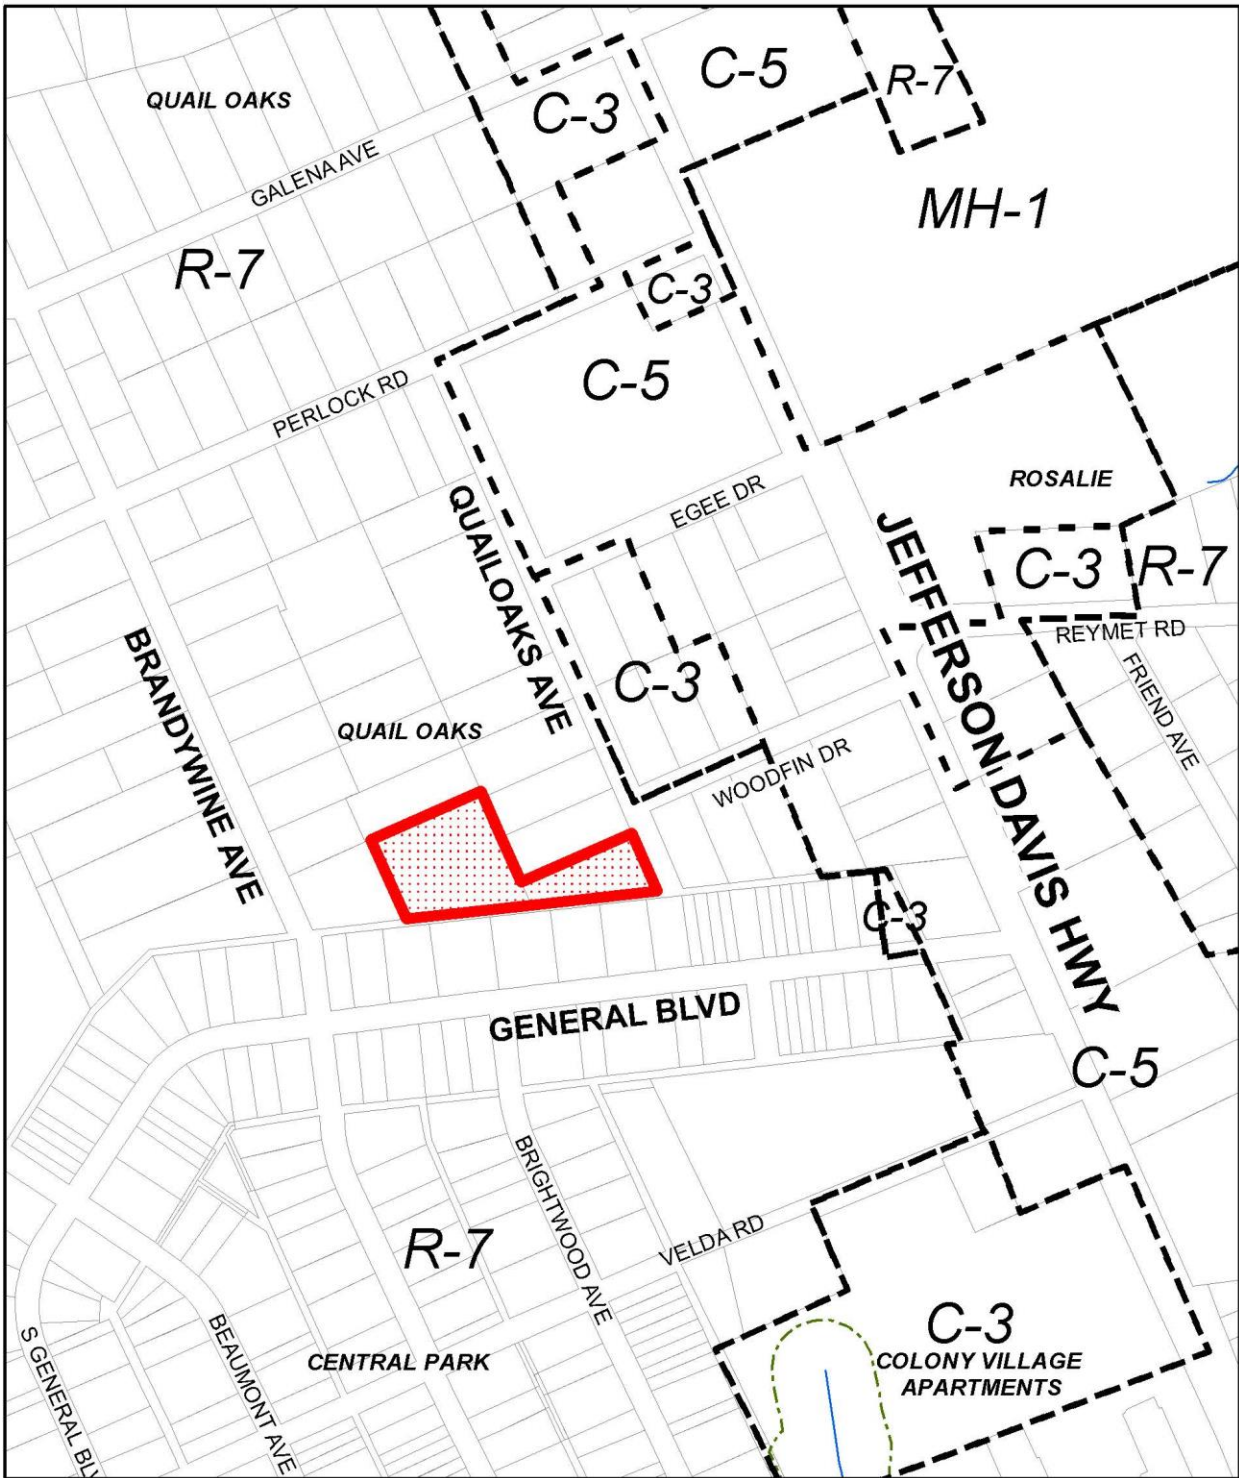 C-5
R-7
QUAIL OAKS
C-3
GALENA AVE
MH-1
R-7
C-3
C-5
PERLOCK RD
ROSALIE
EGEE DR
QUAILOAKS AVE
JEFFERSON DAVIS HWY
C-3
R-7
REYMET RD
BRANDYWINE AVE
C-3
FRIEND AVE
QUAIL OAKS
WOODFIN DR
C-3
GENERAL BLVD
C-5
BRIGHTWOOD AVE
R-7
VELDA RD
C-3
S GENERAL BLV
BEAUMONT AVE
CENTRAL PARK
COLONY VILLAGE
APARTMENTS